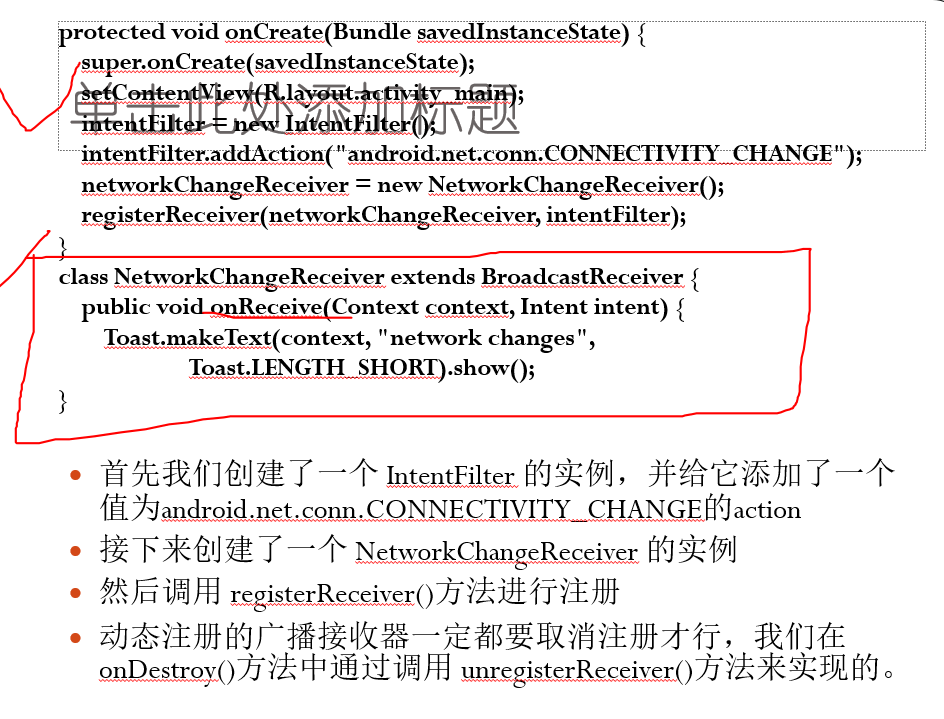 protected void onCreate(Bundle savedInstanceState) {
super.onCreate(savedInstanceState);
单击此处添加标题
setContentView(R.layout.activity_main);
intentFilter = new IntentFilter();
intentFilter.addAction("android.net.conn.CONNECTIVITY_CHANGE");
networkChangeReceiver = new NetworkChangeReceiver();
registerReceiver(networkChangeReceiver, intentFilter);
}
class NetworkChangeReceiver extends BroadcastReceiver {
public void onReceive(Context context, Intent intent) {
Toast.makeText(context, "network changes",
Toast.LENGTH_SHORT).show();
}
• 首先我们创建了一个 IntentFilter 的实例，并给它添加了一个
值为android.net.conn.CONNECTIVITY_CHANGE的action
• 接下来创建了一个 NetworkChangeReceiver 的实例
• 然后调用 registerReceiver()方法进行注册
• 动态注册的广播接收器一定都要取消注册才行，我们在
onDestroy()方法中通过调用 unregisterReceiver()方法来实现的。